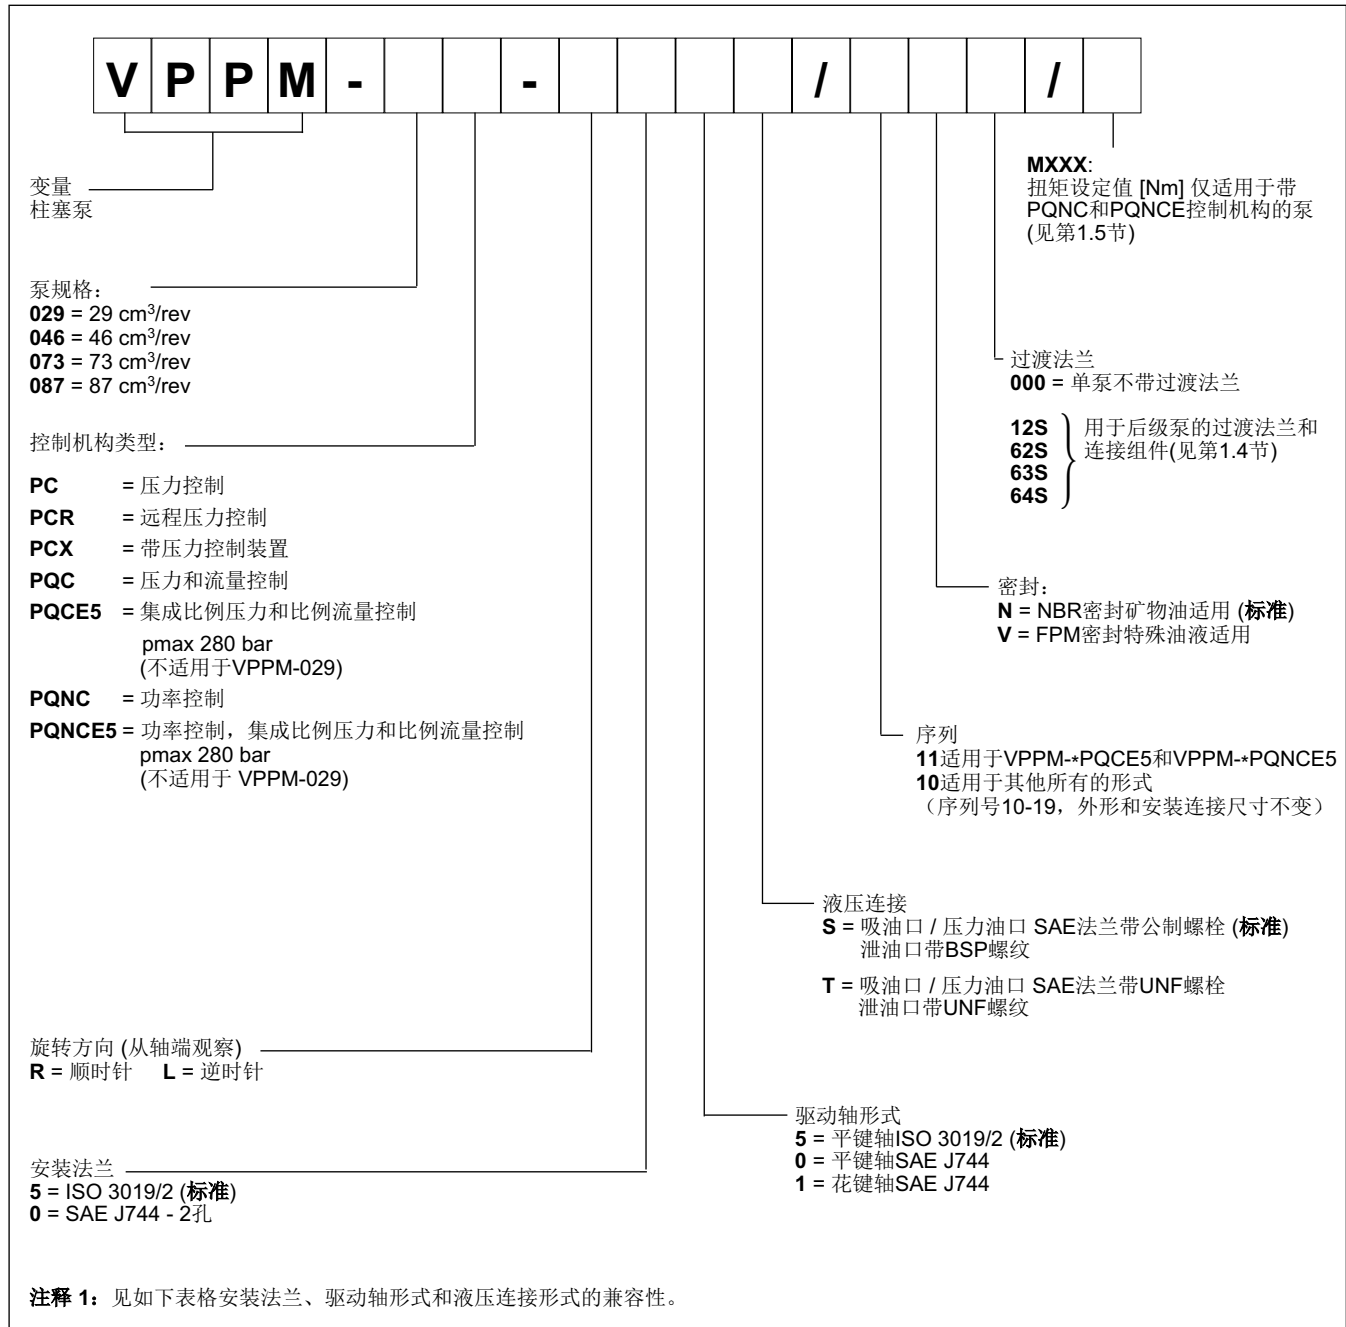 VPPM- - / /
变量
柱塞泵
泵规格：
029 = 29 cm³/rev
046 = 46 cm³/rev
073 = 73 cm³/rev
087 = 87 cm³/rev
控制机构类型：
PC = 压力控制
PCR = 远程压力控制
PCX = 带压力控制装置
PQC = 压力和流量控制
PQCE5 = 集成比例压力和比例流量控制
pmax 280 bar
(不适用于VPPM-029)
PQNC = 功率控制
PQNCE5 = 功率控制，集成比例压力和比例流量控制
pmax 280 bar
(不适用于 VPPM-029)
旋转方向 (从轴端观察)
R = 顺时针 L = 逆时针
安装法兰
5 = ISO 3019/2 (标准)
0 = SAE J744 - 2孔
MXXX:
扭矩设定值 [Nm] 仅适用于带
PQNC和PQNCE控制机构的泵
(见第1.5节)
过渡法兰
000 = 单泵不带过渡法兰
12S
62S
63S
64S
用于后级泵的过渡法兰和
连接组件(见第1.4节)
密封：
N = NBR密封矿物油适用 (标准)
V = FPM密封特殊油液适用
序列
11适用于VPPM-*PQCE5和VPPM-*PQNCE5
10适用于其他所有的形式
（序列号10-19，外形和安装连接尺寸不变）
液压连接
S = 吸油口 / 压力油口 SAE法兰带公制螺栓 (标准)
泄油口带BSP螺纹
T = 吸油口 / 压力油口 SAE法兰带UNF螺栓
泄油口带UNF螺纹
驱动轴形式
5 = 平键轴ISO 3019/2 (标准)
0 = 平键轴SAE J744
1 = 花键轴SAE J744
注释 1：见如下表格安装法兰、驱动轴形式和液压连接形式的兼容性。